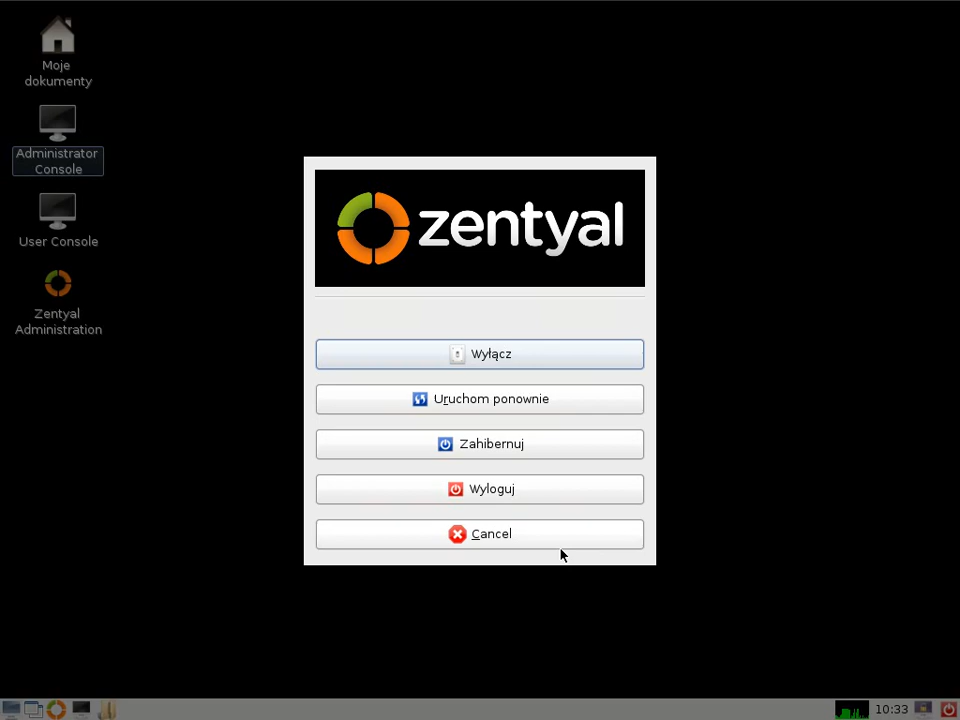 Moje
dokumenty
Administrator
Console
User Console
Zentyal
Administration
zentyal
Wyłącz
Uruchom ponownie
Zahibernuj
Wyloguj
Cancel
10:33